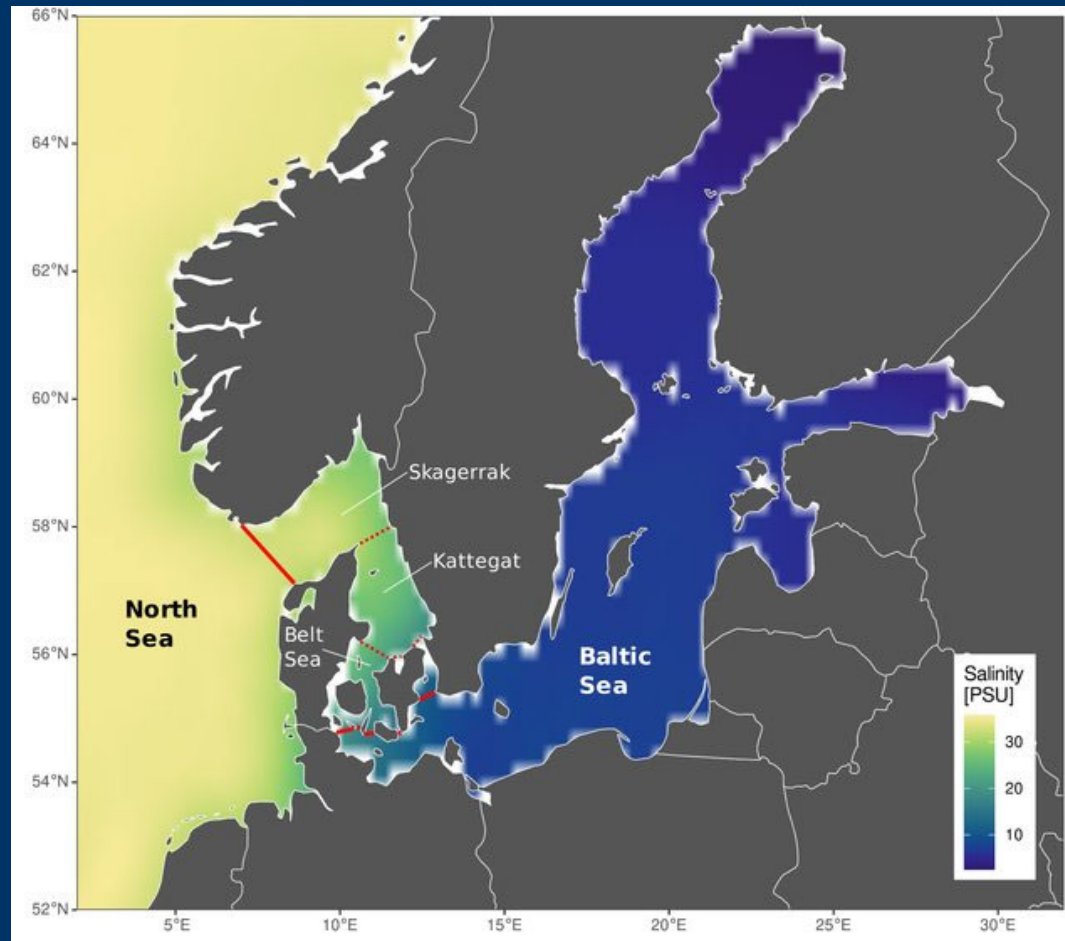 66°N
64°N
62°N
60°N
58°N
56°N
54°N
52°N
Skagerrak
Kattegat
North
Sea
Belt
Sea
Baltic
Sea
Salinity
[PSU]
30
20
10
5°E
10°E
15°E
20°E
25°E
30°E